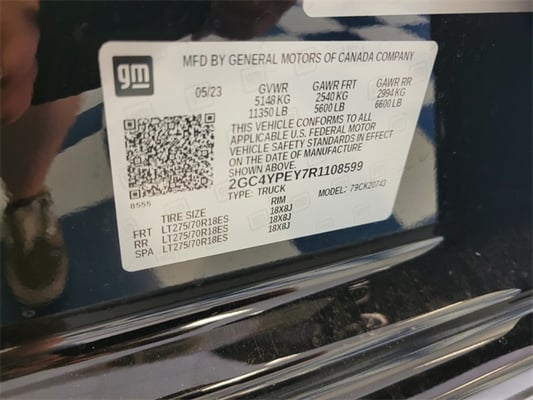 gm
MFD BY GENERAL MOTORS OF CANADA COMPANY
05/23 GVWR GAWR FRT GAWR RR
5148 KG 2540 KG 2994 KG
11350 LB 5600 LB 6600 LB
THIS VEHICLE CONFORMS TO ALL
APPLICABLE U.S. FEDERAL MOTOR
VEHICLE SAFETY STANDARDS IN EFFECT
ON THE DATE OF MANUFACTURE.
2GC4YPEY7R1108599
8555 TYPE: TRUCK MODEL: 79CK20743
TIRE SIZE RIM
FRT LT275/70R18ES 18X8J
RR LT275/70R18ES 18X8J
SPA LT275/70R18ES 18X8J